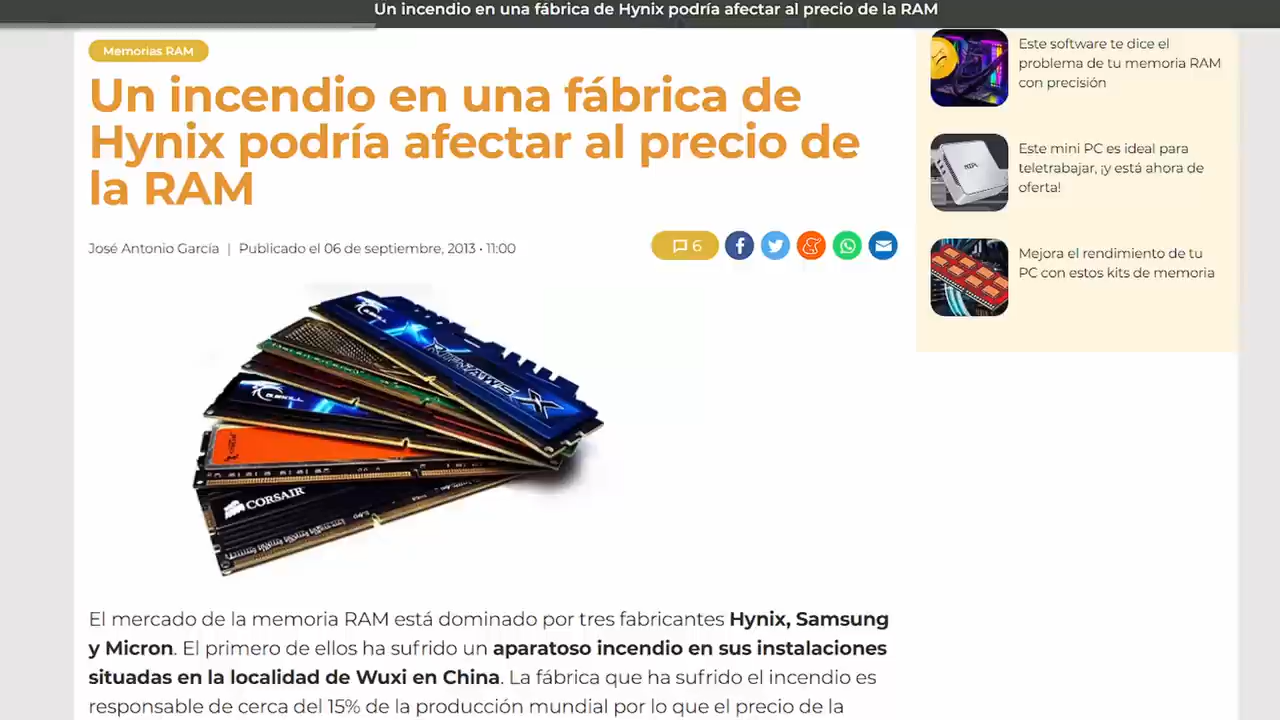 Un incendio en una fábrica de Hynix podría afectar al precio de la RAM
Memorias RAM
Un incendio en una fábrica de
Hynix podría afectar al precio de
la RAM
José Antonio García | Publicado el 06 de septiembre, 2013 • 11:00
6
G.SKILL
RIPJAWS X
G.SKILL
CORSAIR
El mercado de la memoria RAM está dominado por tres fabricantes Hynix, Samsung
y Micron. El primero de ellos ha sufrido un aparatoso incendio en sus instalaciones
situadas en la localidad de Wuxi en China. La fábrica que ha sufrido el incendio es
responsable de cerca del 15% de la producción mundial por lo que el precio de la
Este software te dice el
problema de tu memoria RAM
con precisión
Este mini PC es ideal para
teletrabajar, ¡y está ahora de
oferta!
Mejora el rendimiento de tu
PC con estos kits de memoria